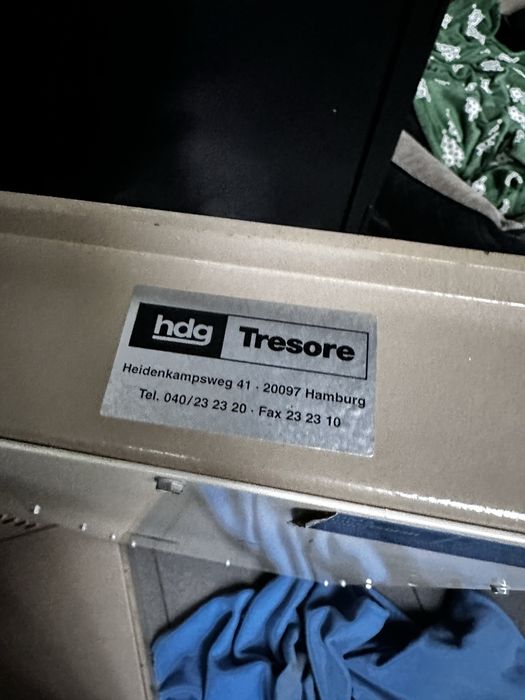 hdg Tresore
Heidenkampsweg 41 · 20097 Hamburg
Tel. 040/23 23 20 · Fax 23 23 10